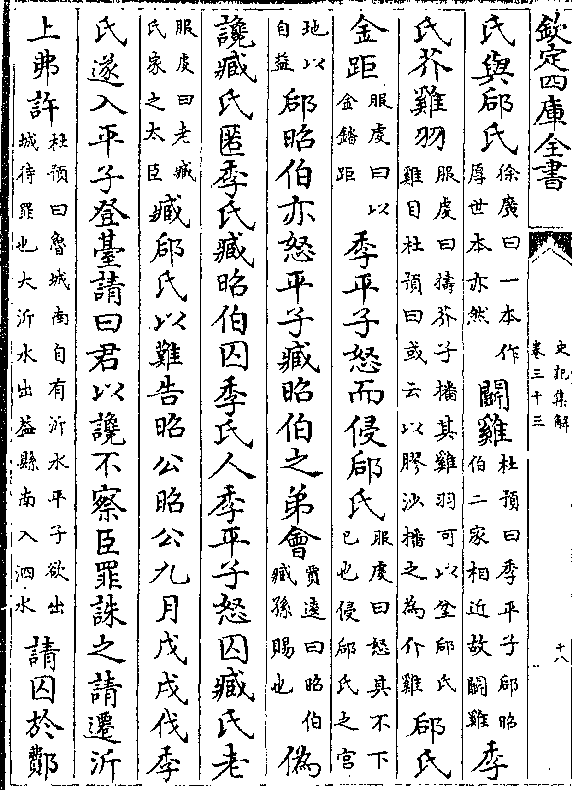 欽定四庫全書
史記集解
卷三十三
十八
氏與郈氏徐廣曰一本作厚世本亦然鬬雞杜預曰季平子郈昭伯二家相近故鬬雞季
氏芥雞羽服虔曰擣芥子播其雞羽可以坌郈氏雞目杜預曰或云以膠沙播之為介雞郈氏
金距服虔曰以金鍇距季平子怒而侵郈氏服虔曰怒其不下已也侵郈氏之宫
地以自益郈昭伯亦怒平子臧昭伯之弟會賈逵曰昭伯臧孫賜也偽
讒臧氏匿季氏臧昭伯囚季氏人季平子怒囚臧氏老
服虔曰老臧氏家之太臣臧郈氏以難告昭公昭公九月戊戌伐季
氏遂入平子登臺請曰君以讒不察臣罪誅之請遷沂
上弗許杜預曰魯城南自有沂水平子欲出城待罪也大沂水出葢縣南入泗水請囚於鄪